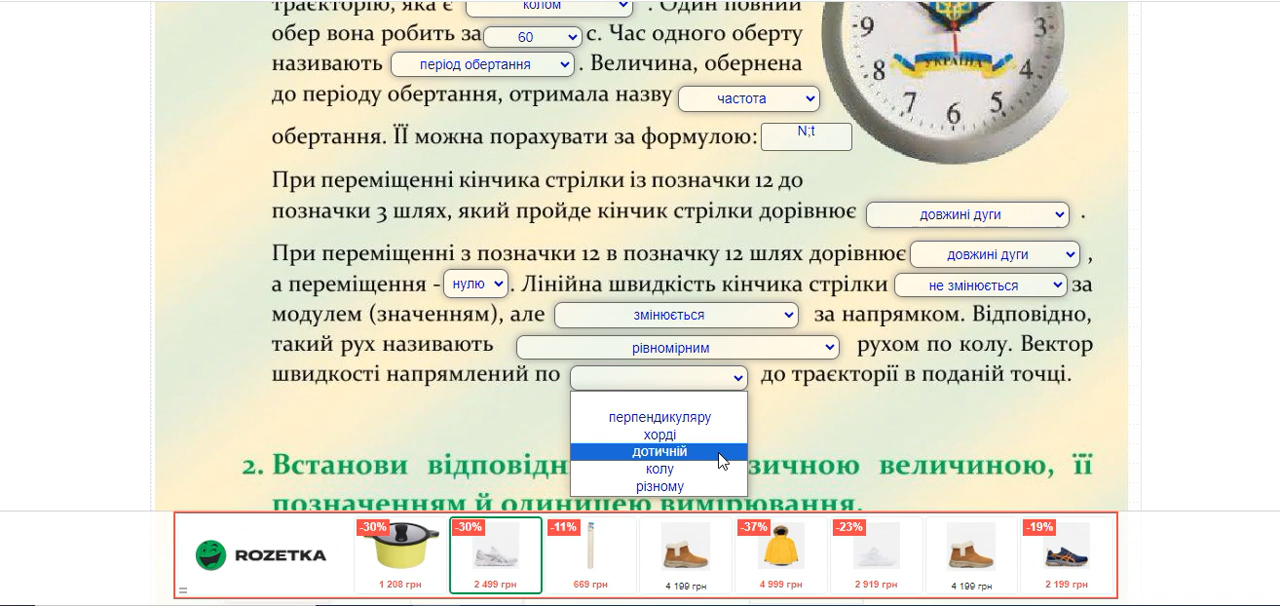 траєкторію, яка є колом . Один повний
обер вона робить за 60 с. Час одного оберту
називають період обертання . Величина, обернена
до періоду обертання, отримала назву частота
обертання. ЇЇ можна порахувати за формулою: N;t
При переміщенні кінчика стрілки із позначки 12 до
позначки 3 шлях, який пройде кінчик стрілки дорівнює довжині дуги .
При переміщенні з позначки 12 в позначку 12 шлях дорівнює довжині дуги ,
а переміщення - нулю . Лінійна швидкість кінчика стрілки не змінюється за
модулем (значенням), але змінюється за напрямком. Відповідно,
такий рух називають рівномірним рухом по колу. Вектор
швидкості напрямлений по до траєкторії в поданій точці.
перпендикуляру
хорді
дотичній
колу
різному
2. Встанови відповідн зичною величиною, її
позначенням й одиницею вимірювання.
9 3
8 УКРАЇНА 4
7 6 5
ROZETKA
-30% -30% -11% -37% -23% -19%
1 208 грн 2 499 грн 669 грн 4 199 грн 4 999 грн 2 919 грн 4 199 грн 2 199 грн